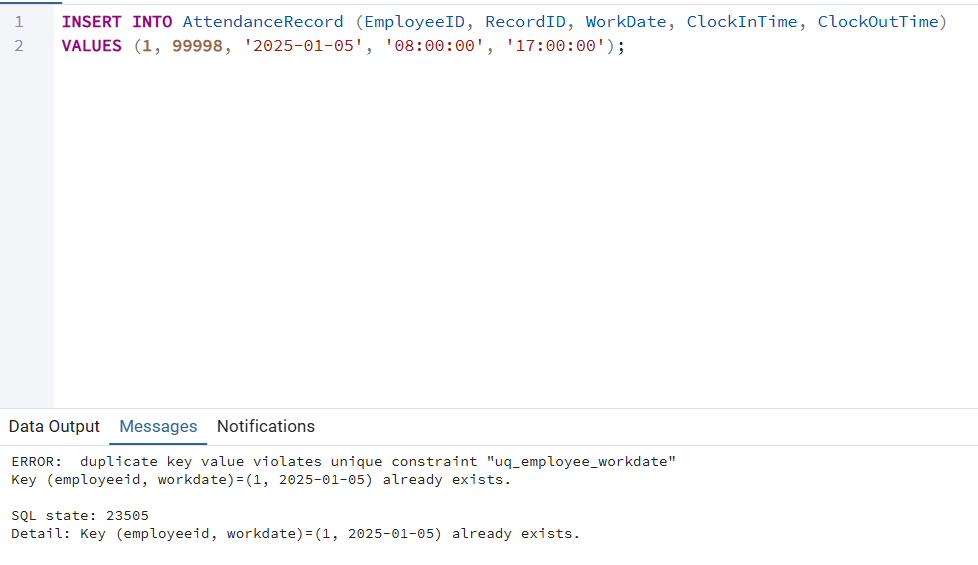 1 INSERT INTO AttendanceRecord (EmployeeID, RecordID, WorkDate, ClockInTime, ClockOutTime)
2 VALUES (1, 99998, '2025-01-05', '08:00:00', '17:00:00');
Data Output Messages Notifications
ERROR:  duplicate key value violates unique constraint "uq_employee_workdate"
Key (employeeid, workdate)=(1, 2025-01-05) already exists.
SQL state: 23505
Detail: Key (employeeid, workdate)=(1, 2025-01-05) already exists.